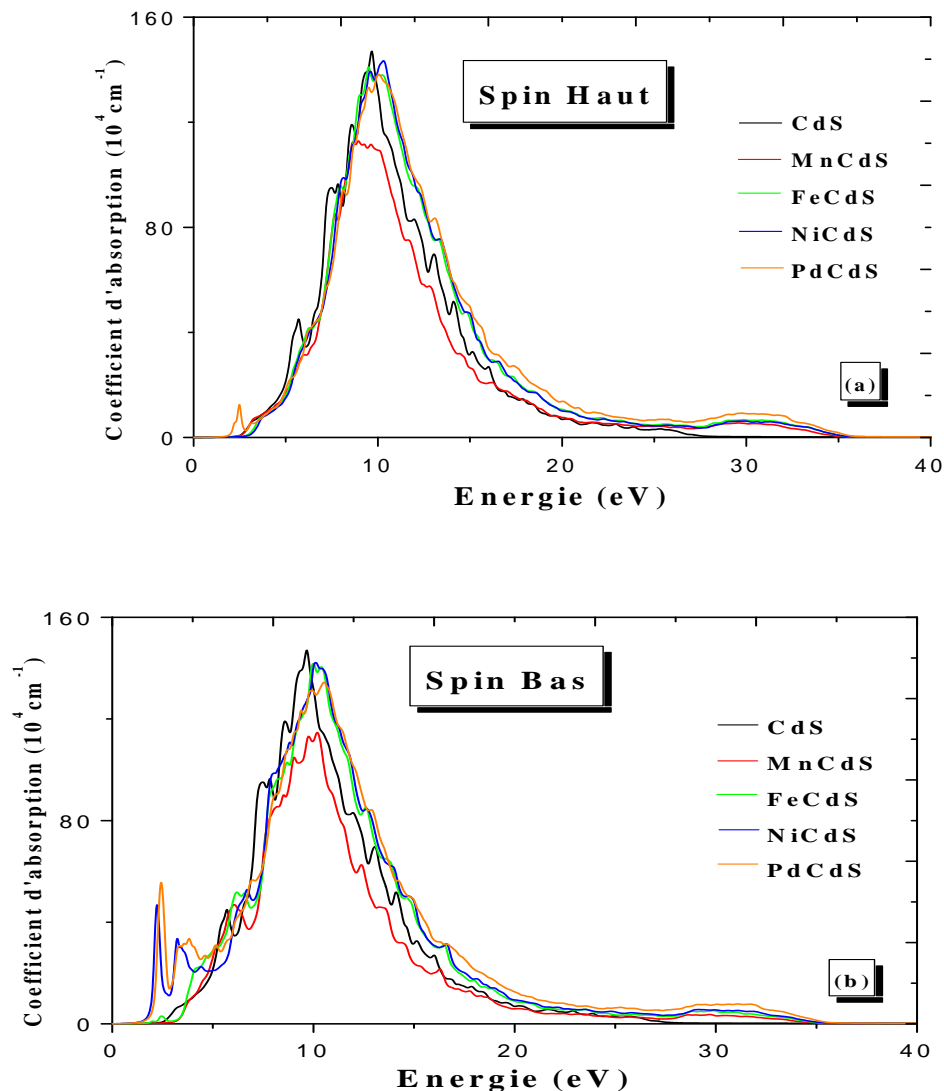 160
80
0
Coefficient d'absorption (10⁴ cm⁻¹)
Spin Haut
CdS
MnCdS
FeCdS
NiCdS
PdCdS
(a)
0 10 20 30 40
Energie (eV)
160
80
0
Coefficient d'absorption (10⁴ cm⁻¹)
Spin Bas
CdS
MnCdS
FeCdS
NiCdS
PdCdS
(b)
0 10 20 30 40
Energie (eV)